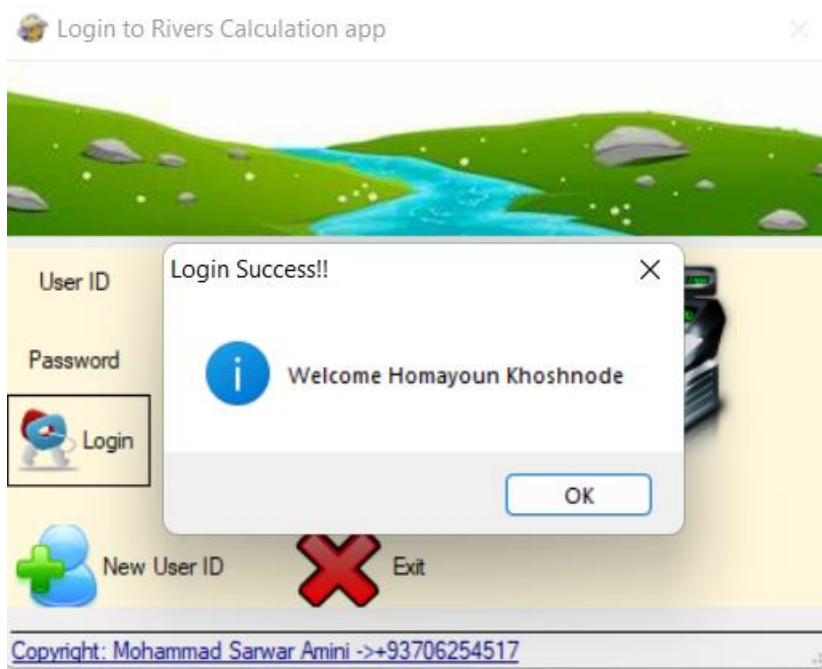 Login to Rivers Calculation app
User ID
Login Success!!
Password
Welcome Homayoun Khoshnode
Login
OK
New User ID
Exit
Copyright: Mohammad Sarwar Amini ->+93706254517